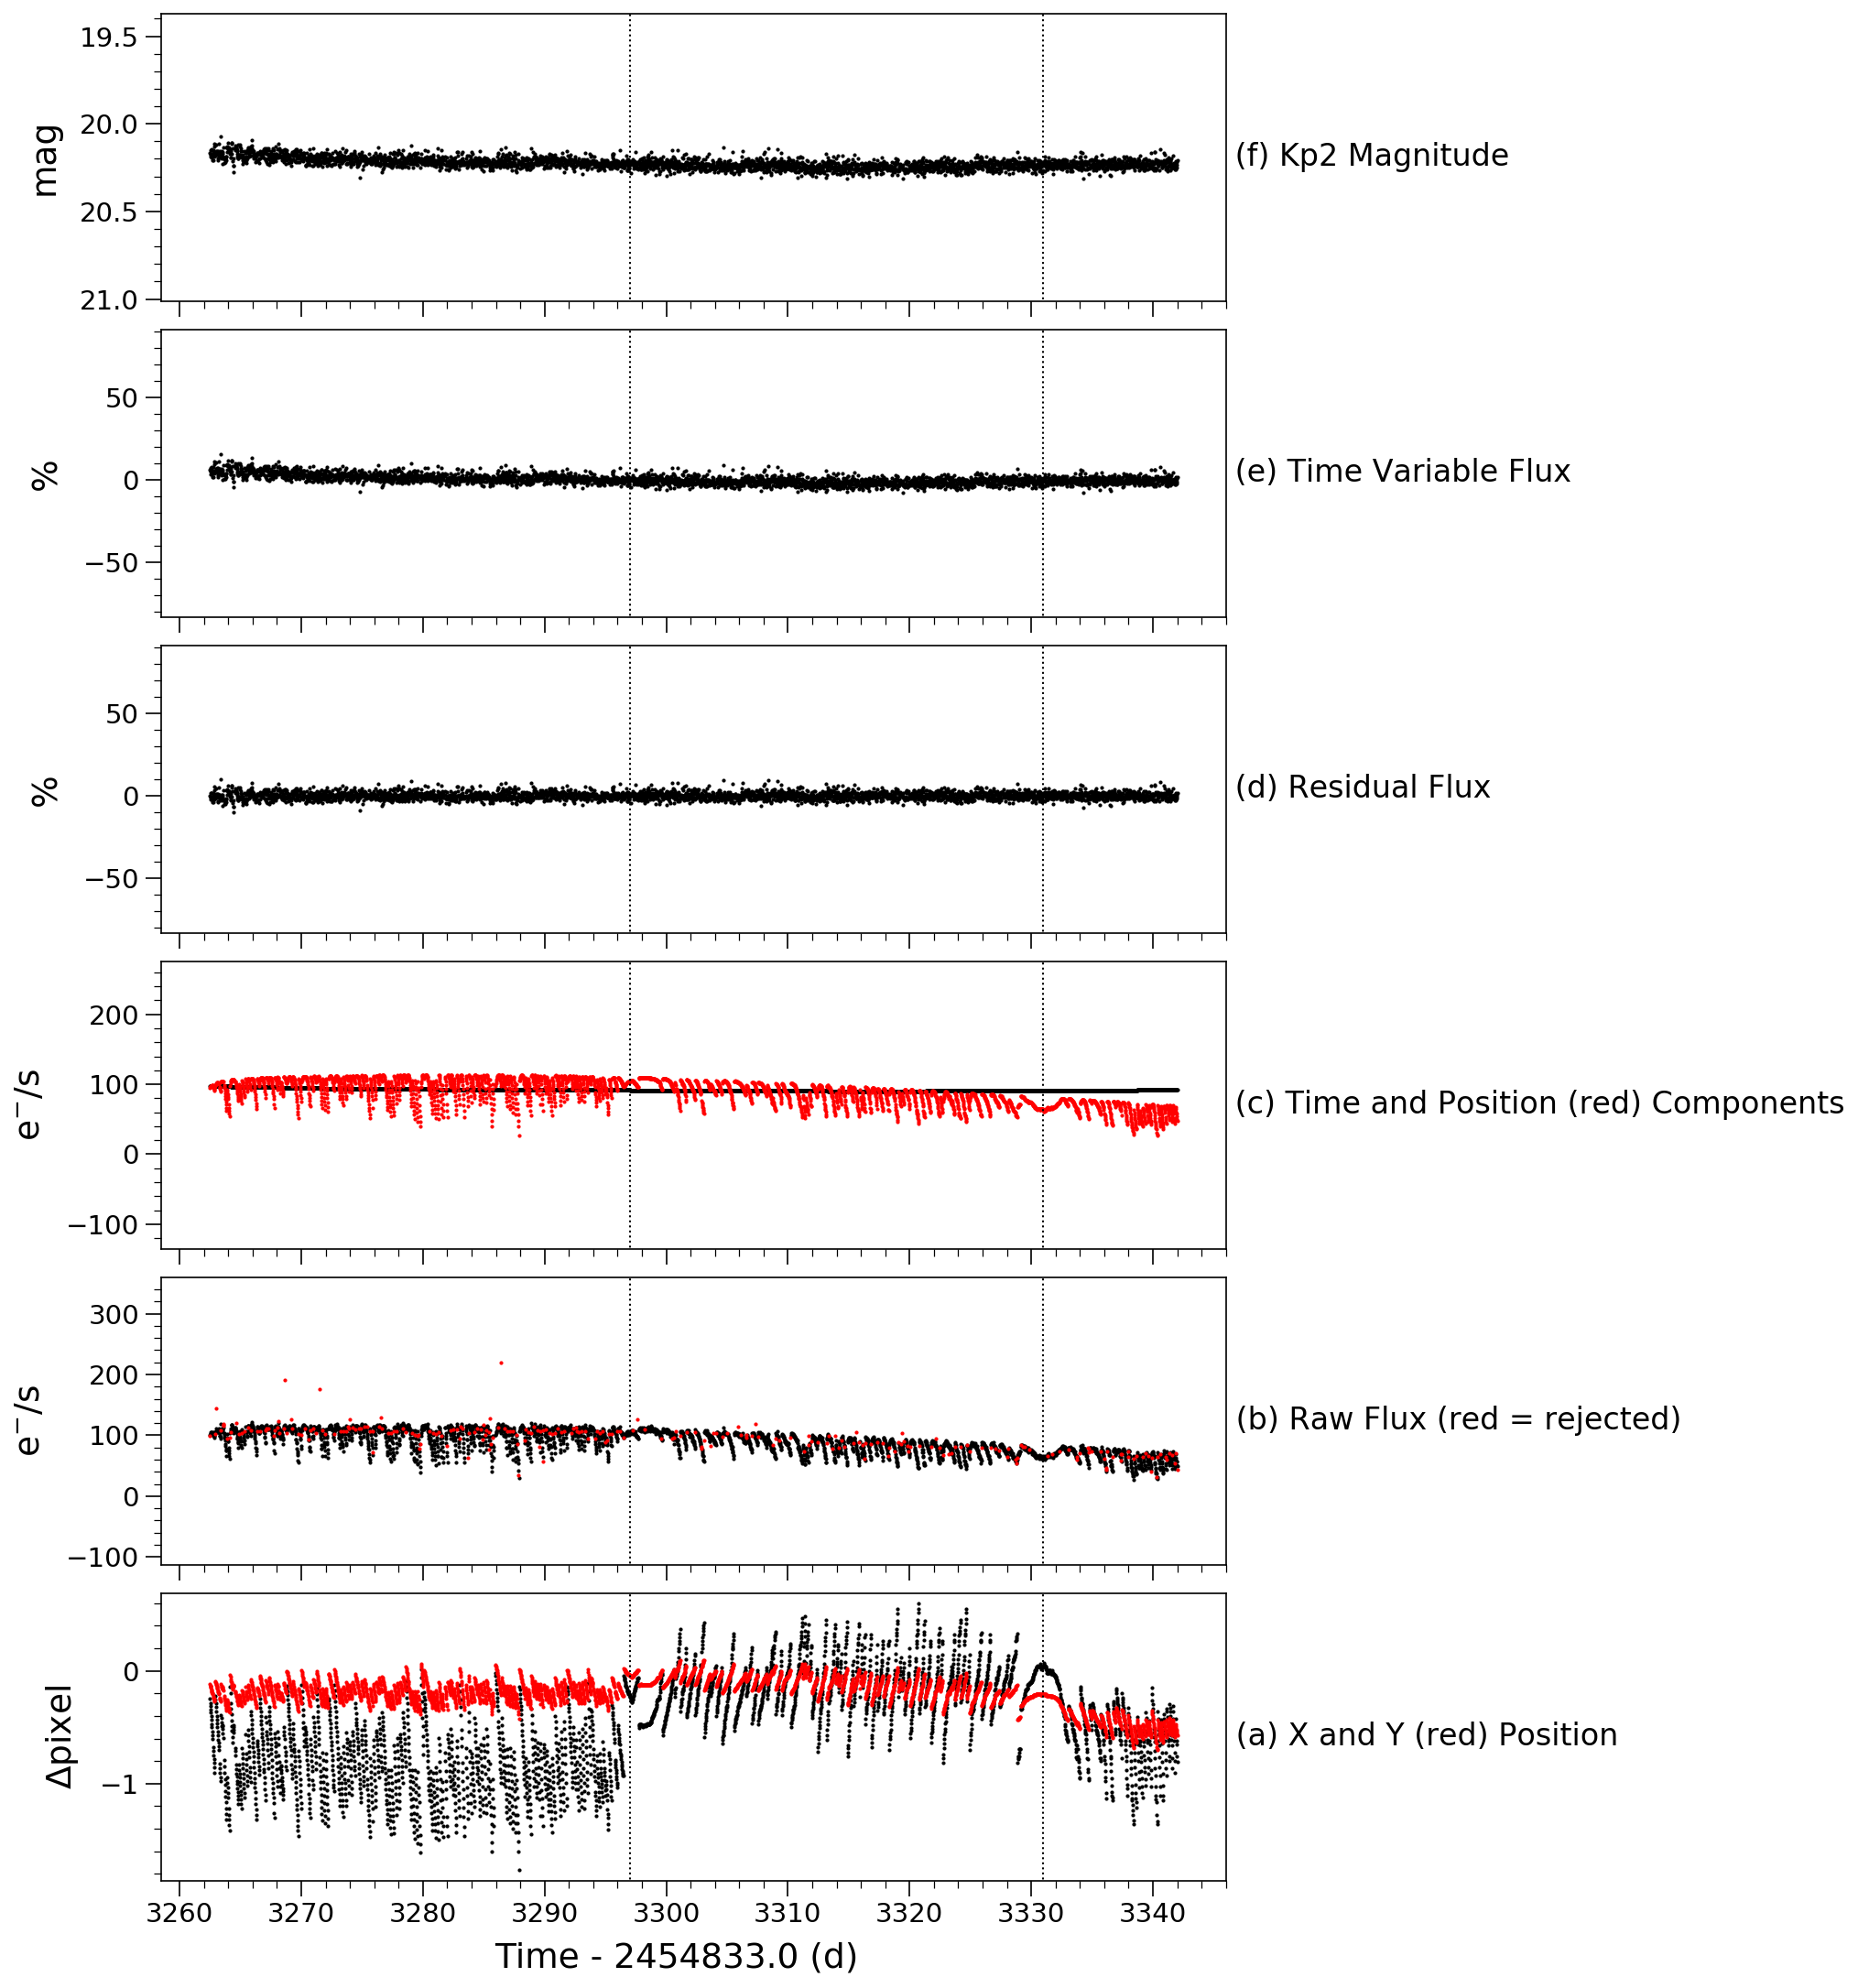 19.5
20.0
20.5
21.0
mag
(f) Kp2 Magnitude
50
0
−50
%
(e) Time Variable Flux
50
0
−50
%
(d) Residual Flux
200
100
0
−100
e⁻/s
(c) Time and Position (red) Components
300
200
100
0
−100
e⁻/s
(b) Raw Flux (red = rejected)
0
−1
Δpixel
(a) X and Y (red) Position
3260 3270 3280 3290 3300 3310 3320 3330 3340
Time - 2454833.0 (d)